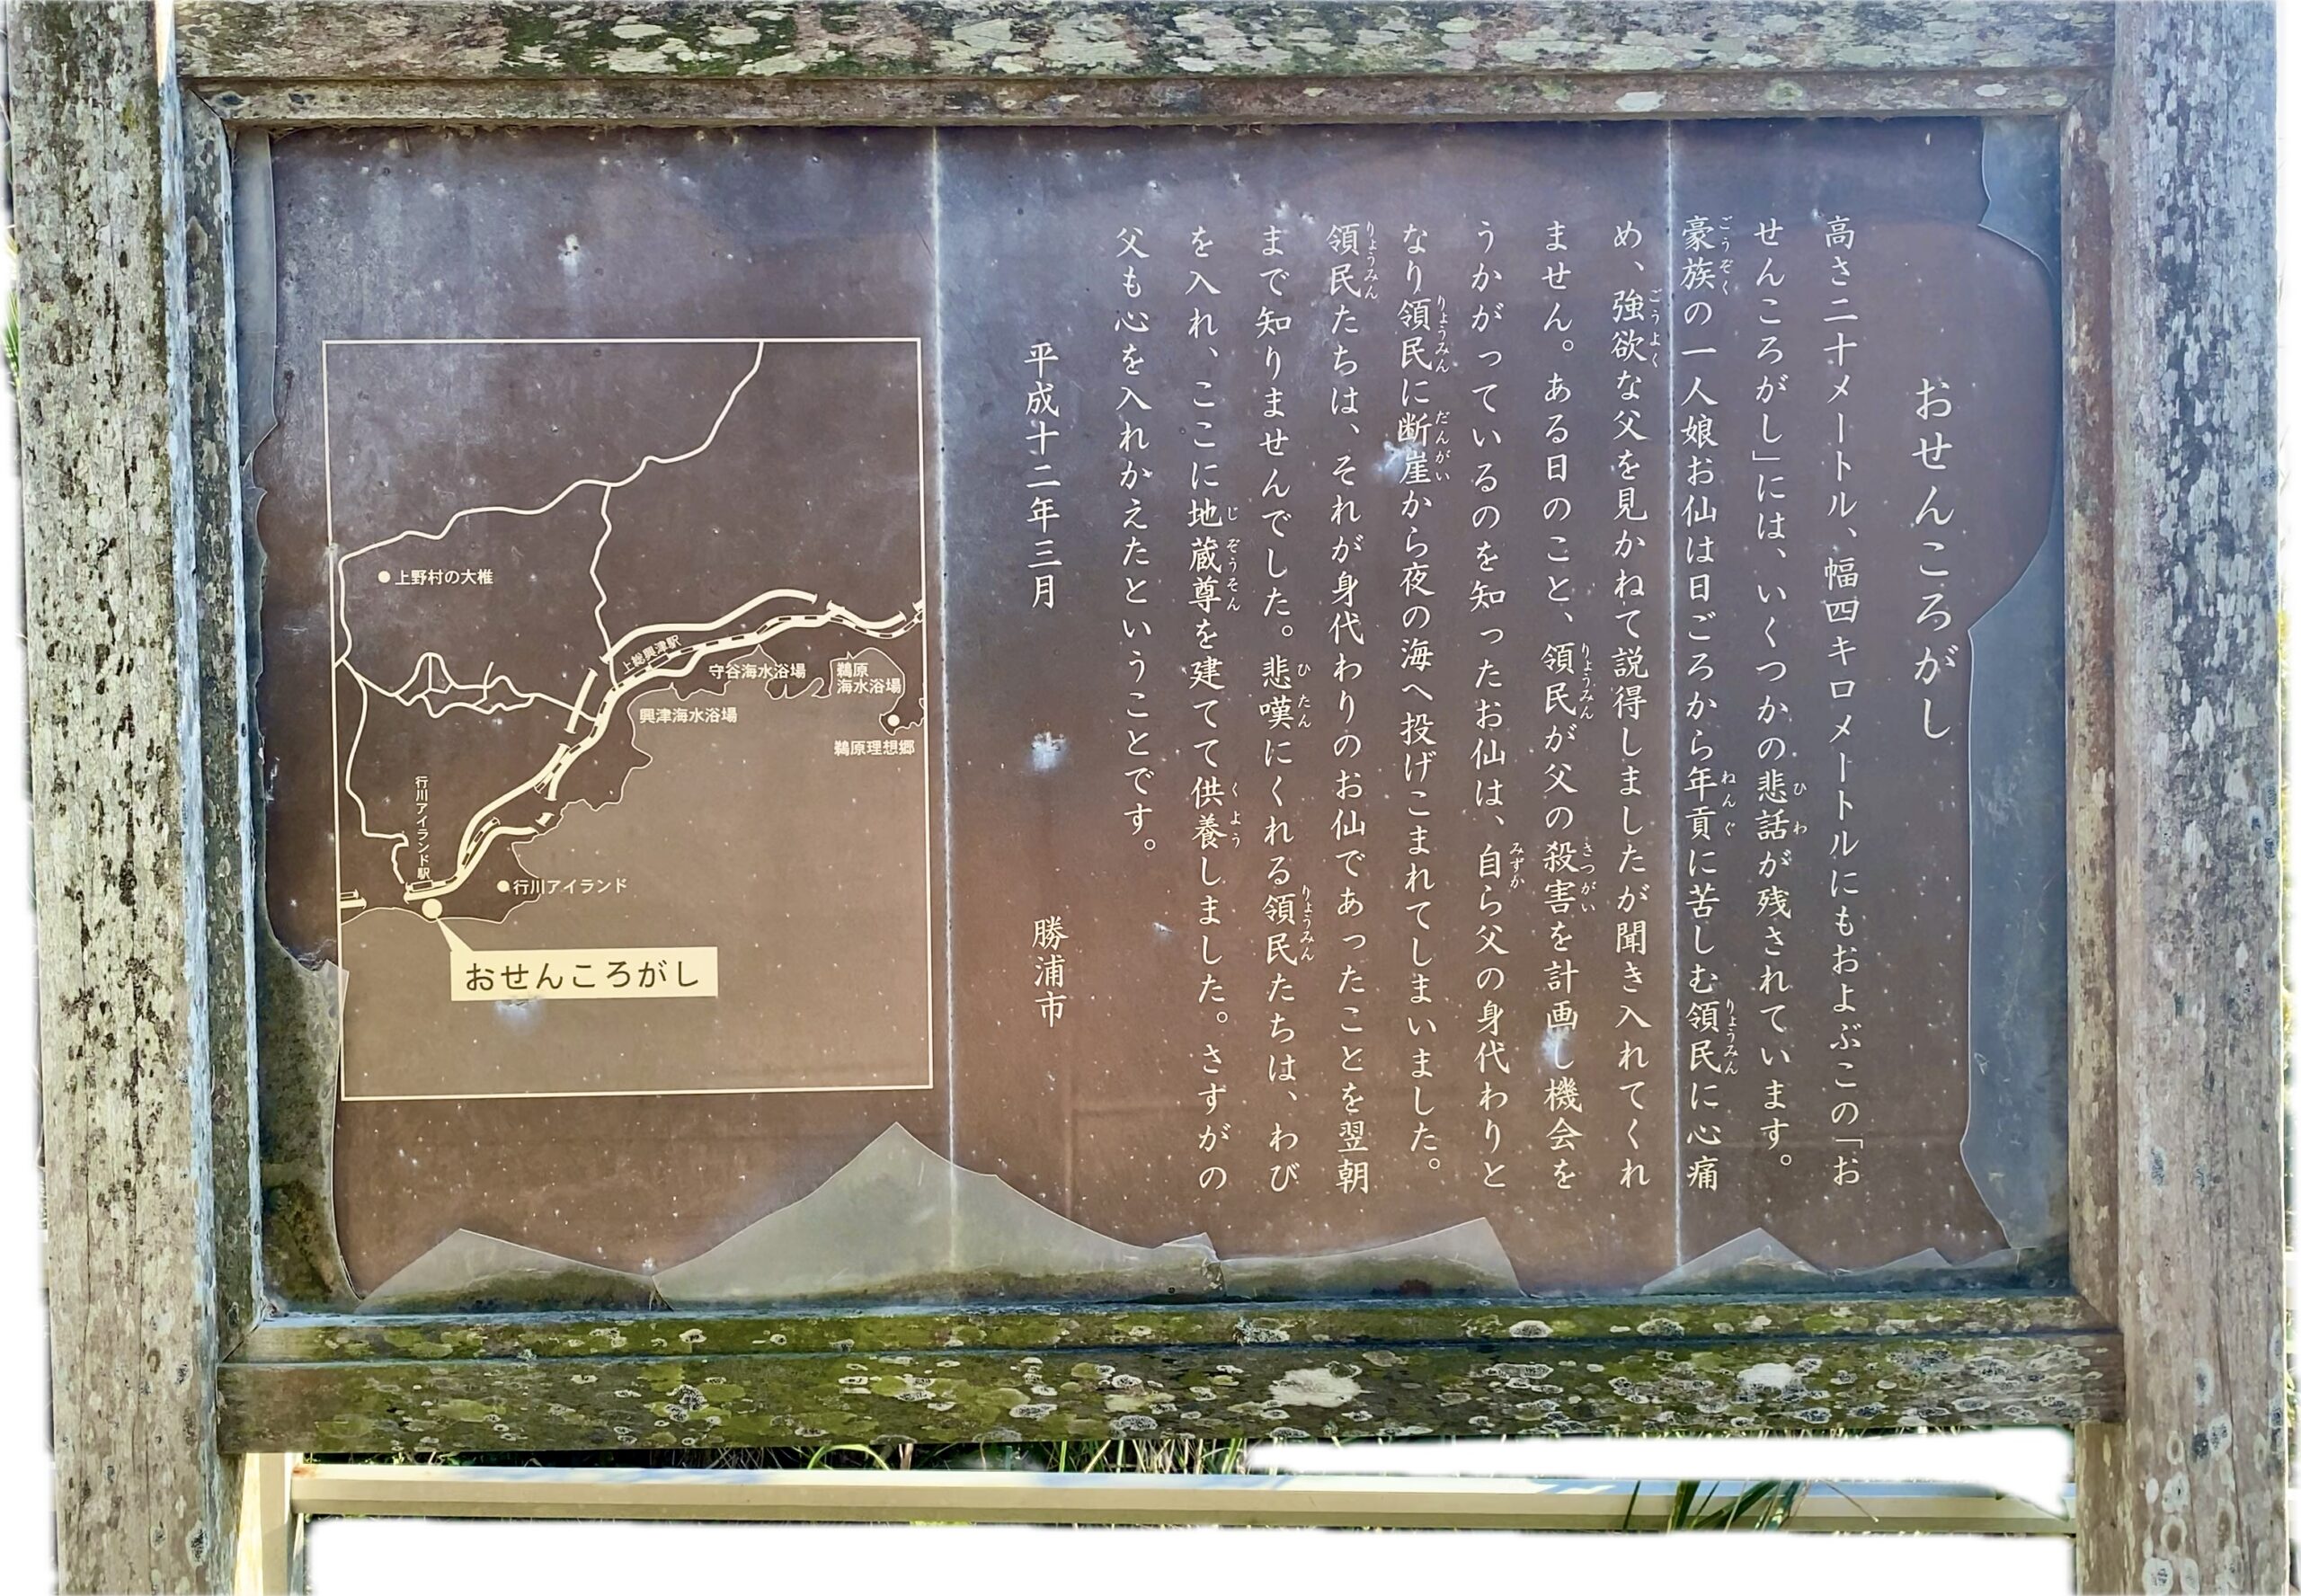 おせんころがし
高さ二十メートル、幅四キロメートルにもおよぶこの「お
せんころがし」には、いくつかの悲話が残されています。
豪族の一人娘お仙は日ごろから年貢に苦しむ領民に心痛
め、強欲な父を見かねて説得しましたが聞き入れてくれ
ません。ある日のこと、領民が父の殺害を計画し機会を
うかがっているのを知ったお仙は、自ら父の身代わりと
なり領民に断崖から夜の海へ投げこまれてしまいました。
領民たちは、それが身代わりのお仙であったことを翌朝
まで知りませんでした。悲嘆にくれる領民たちは、わび
を入れ、ここに地蔵尊を建てて供養しました。さすがの
父も心を入れかえたということです。
平成十二年三月 勝浦市
上野村の大椎
上総興津駅
守谷海水浴場
鵜原
海水浴場
興津海水浴場
鵜原理想郷
行川アイランド駅
行川アイランド
おせんころがし